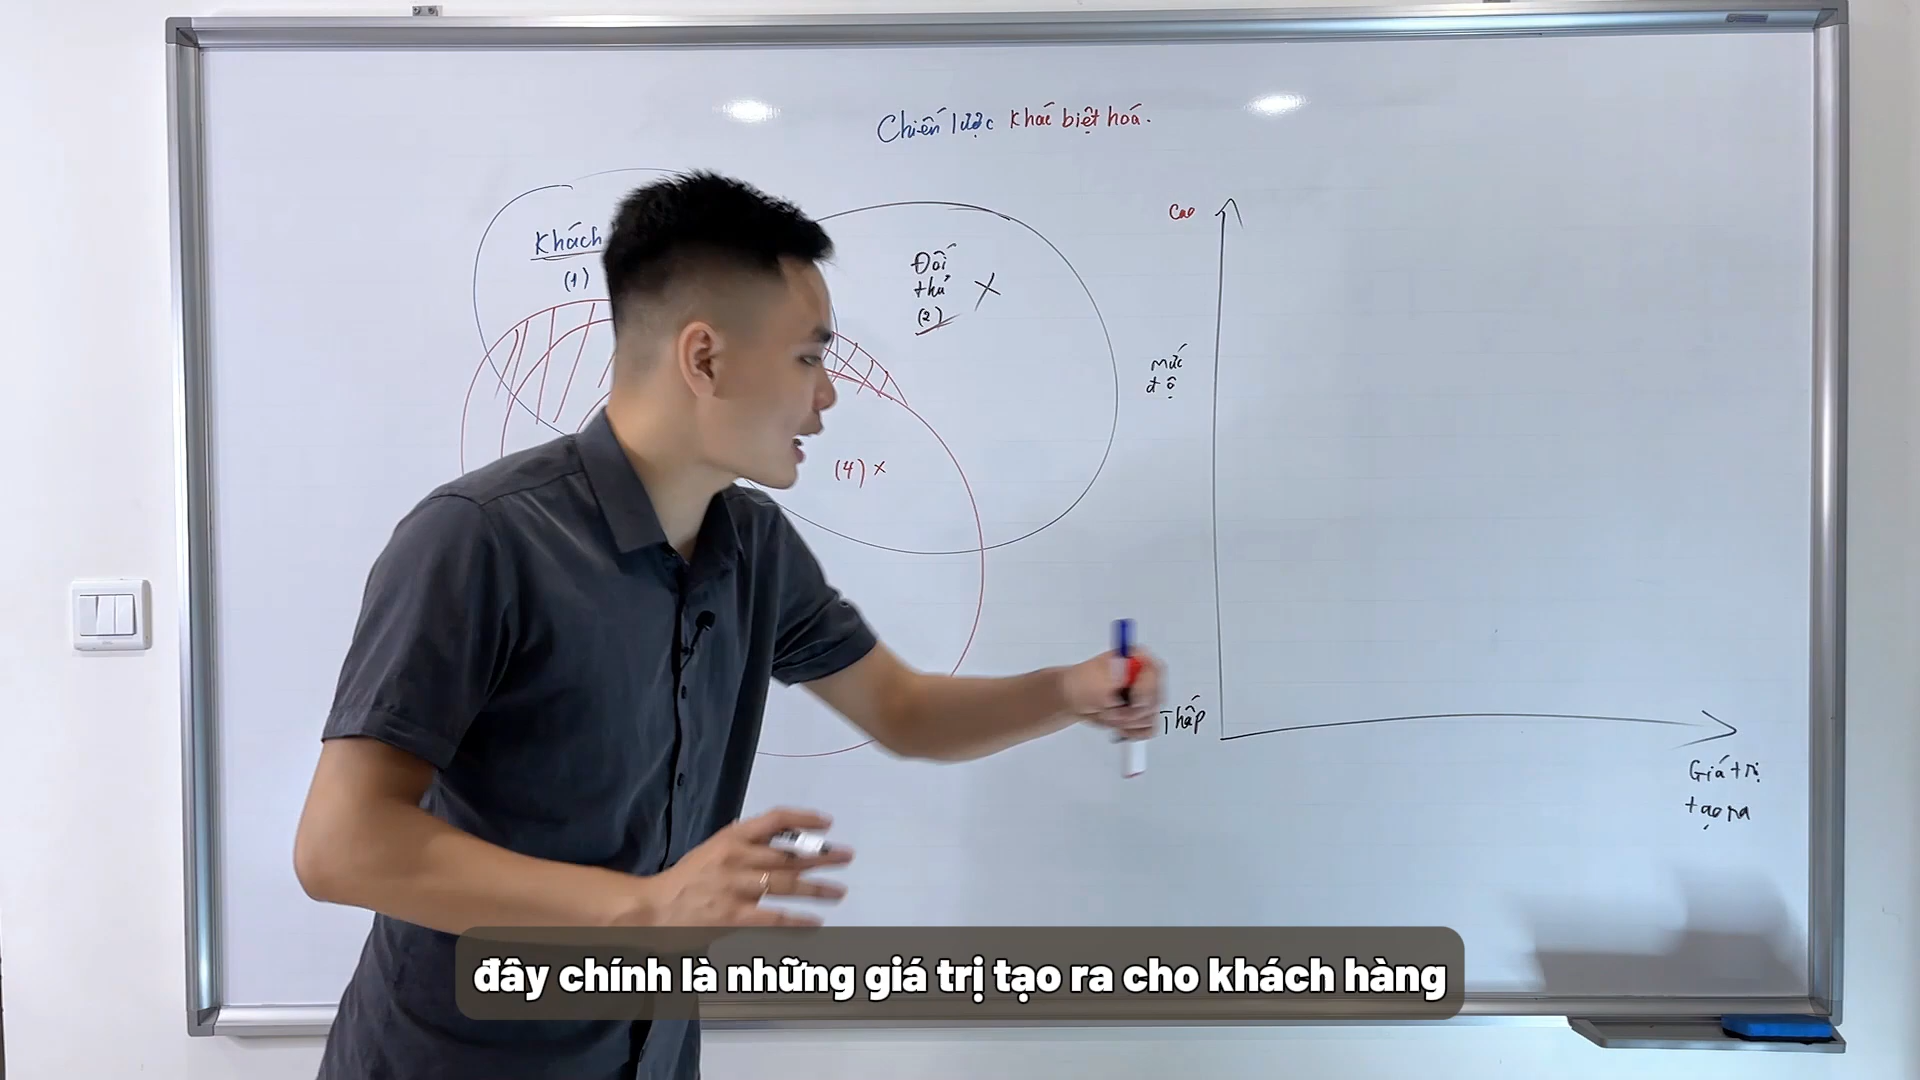 Chiến lược khác biệt hoá.
Khách
(1)
Đối
thủ
(2)
X
(4) x
Cao
mức
độ
Thấp
Giá trị
tạo ra
đây chính là những giá trị tạo ra cho khách hàng